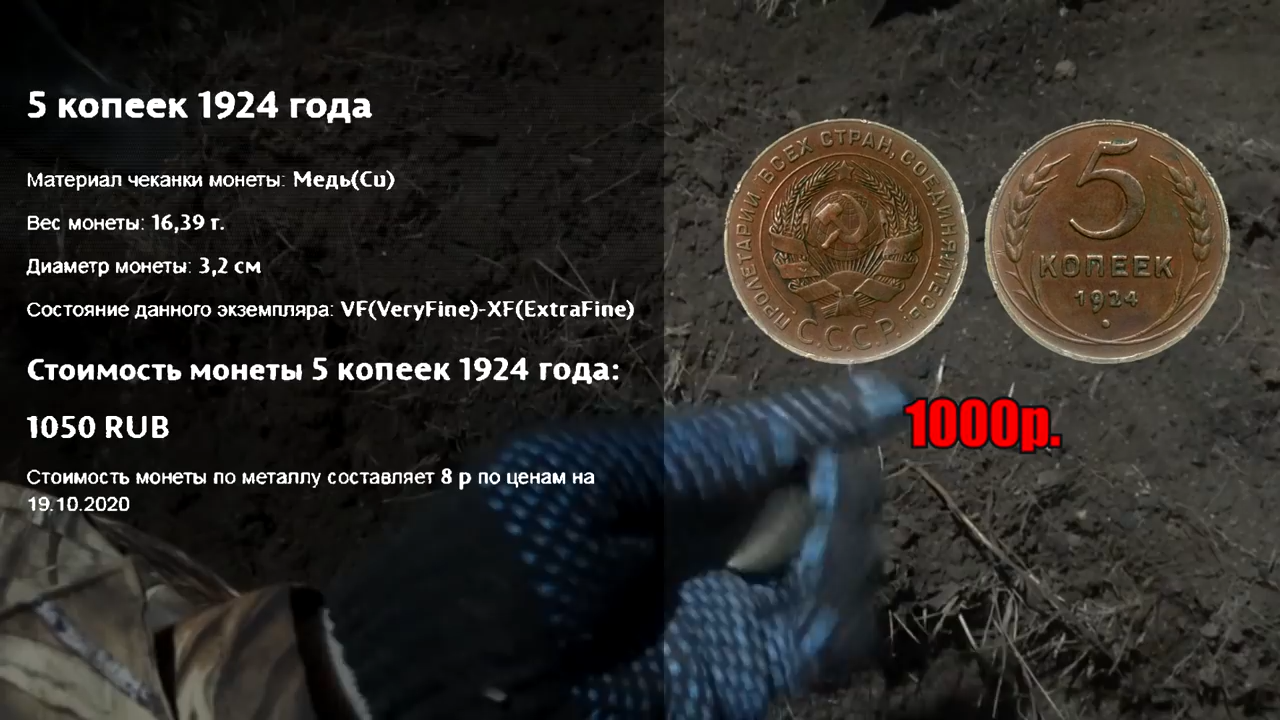 5 копеек 1924 года
Материал чеканки монеты: Медь(Cu)
Вес монеты: 16,39 г.
Диаметр монеты: 3,2 см
Состояние данного экземпляра: VF(VeryFine)-XF(ExtraFine)
Стоимость монеты 5 копеек 1924 года:
1050 RUB
Стоимость монеты по металлу составляет 8 р по ценам на
19.10.2020
ПРОЛЕТАРИИ ВСЕХ СТРАН, СОЕДИНЯЙТЕСЬ!
С.С.С.Р.
5
КОПЕЕК
1924
1000р.